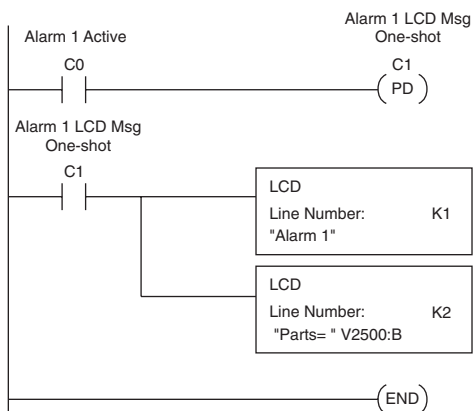 Alarm 1 Active
Alarm 1 LCD Msg
One-shot
C0
C1
PD
Alarm 1 LCD Msg
One-shot
C1
LCD
Line Number: K1
"Alarm 1"
LCD
Line Number: K2
"Parts= " V2500:B
END